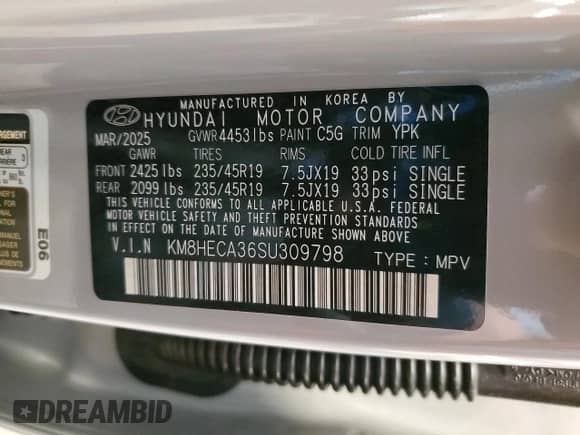 MANUFACTURED IN KOREA BY
HYUNDAI MOTOR COMPANY
MAR/2025 GVWR 4453lbs PAINT C5G TRIM YPK
GAWR TIRES RIMS COLD TIRE INFL
FRONT 2425lbs 235/45R19 7.5JX19 33psi SINGLE
REAR 2099lbs 235/45R19 7.5JX19 33psi SINGLE
THIS VEHICLE CONFORMS TO ALL APPLICABLE U.S.A. FEDERAL
MOTOR VEHICLE SAFETY AND THEFT PREVENTION STANDARDS
IN EFFECT ON THE DATE OF MANUFACTURE SHOWN ABOVE.
V.I.N KM8HECA36SU309798 TYPE : MPV
REAR
E06
DREAMBID